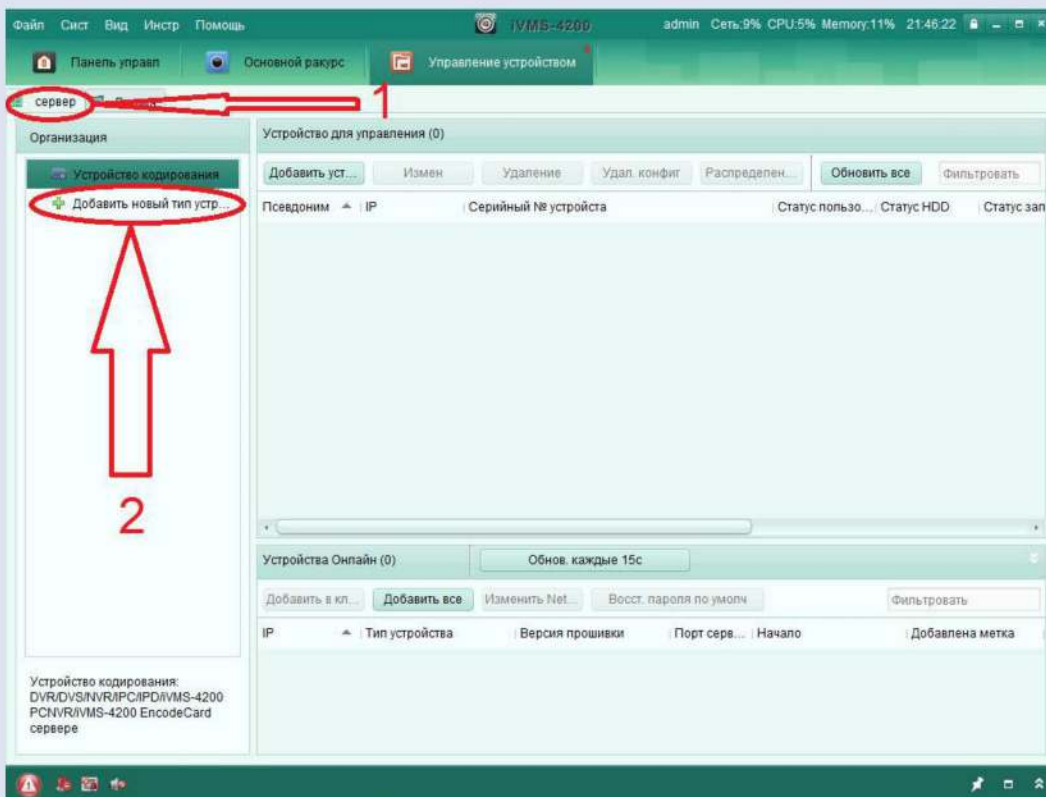 Файл Сист Вид Инстр Помощь iVMS-4200 admin Сеть:9% CPU:5% Memory:11% 21:46:22
Панель управл Основной ракурс Управление устройством
сервер 1
Организация
Устройство кодирования
Добавить новый тип устр...
2
Устройство кодирования:
DVR/DVS/NVR/IPC/IPD/iVMS-4200
PCNVR/iVMS-4200 EncodeCard
сервере
Устройство для управления (0)
Добавить уст... Измен Удаление Удал. конфиг Распределен... Обновить все Фильтровать
Псевдоним IP Серийный № устройста Статус пользо... Статус HDD Статус зап
Устройства Онлайн (0) Обнов. каждые 15с
Добавить в кл... Добавить все Изменить Net... Восст. пароля по умолч Фильтровать
IP Тип устройства Версия прошивки Порт серв... Начало Добавлена метка